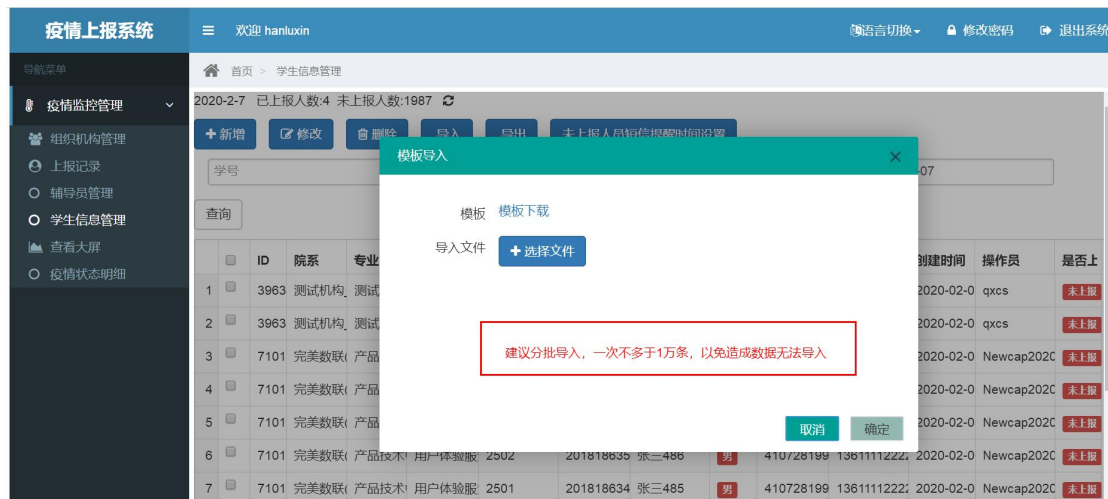 疫情上报系统 欢迎 hanluxin 语言切换 修改密码 退出系统
导航菜单 首页 > 学生信息管理
疫情监控管理
组织机构管理
上报记录
辅导员管理
学生信息管理
查看大屏
疫情状态明细
2020-2-7 已上报人数:4 未上报人数:1987
新增 修改 删除 导入 导出 未上报人员短信提醒时间设置
学号 -07
查询
模板导入 ×
模板 模板下载
导入文件 +选择文件
建议分批导入，一次不多于1万条，以免造成数据无法导入
取消 确定
ID 院系 专业 创建时间 操作员 是否上
1 3963 测试机构_ 测试 2020-02-0 qxcs 未上报
2 3963 测试机构_ 测试 2020-02-0 qxcs 未上报
3 7101 完美数联( 产品 2020-02-0 Newcap2020 未上报
4 7101 完美数联( 产品 2020-02-0 Newcap2020 未上报
5 7101 完美数联( 产品 2020-02-0 Newcap2020 未上报
6 7101 完美数联( 产品技术 用户体验服 2502 201818635 张三486 男 410728199 13611112222 2020-02-0 Newcap2020 未上报
7 7101 完美数联( 产品技术 用户体验服 2501 201818634 张三485 男 410728199 13611112222 2020-02-0 Newcap2020 未上报